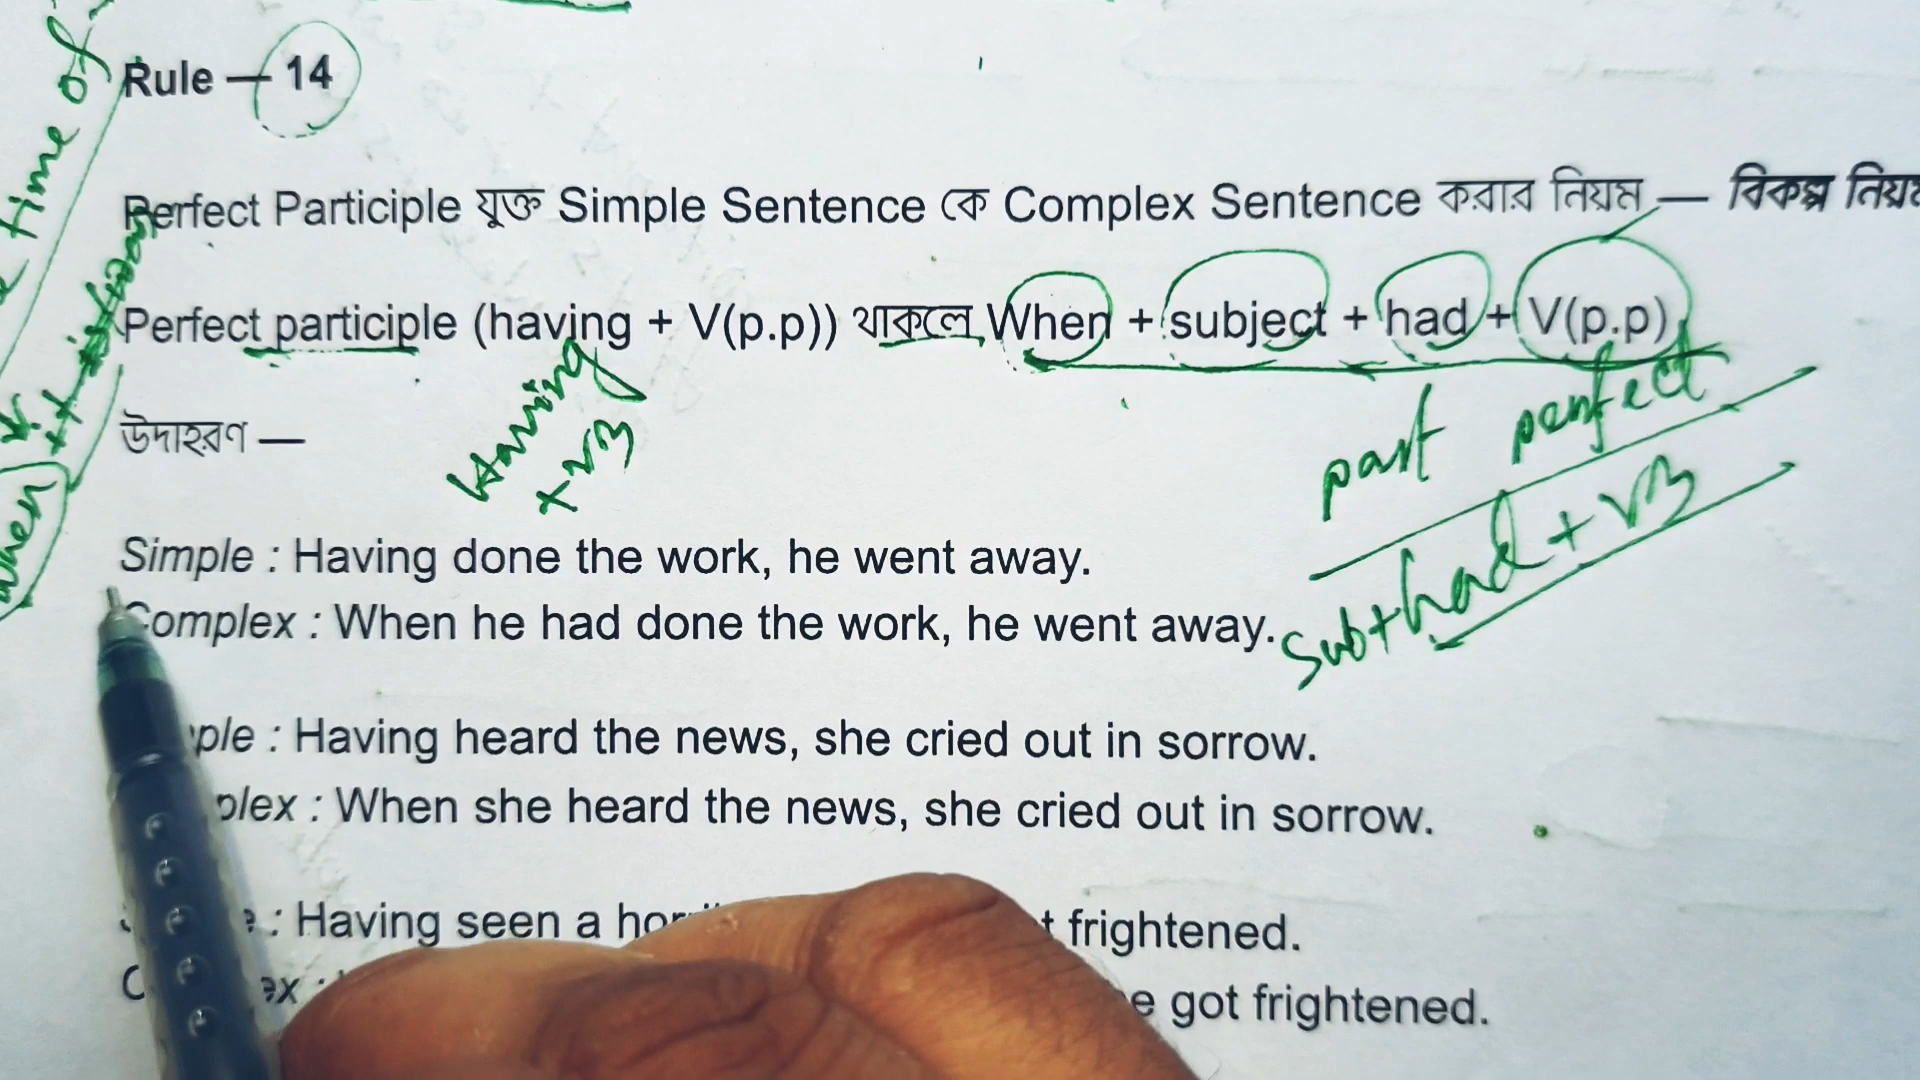 Rule — 14
Perfect Participle যুক্ত Simple Sentence কে Complex Sentence করার নিয়ম — বিকল্প
Perfect participle (having + V(p.p)) থাকলে When + subject + had + V(p.p)
past perfect
উদাহরণ —
Having
+ V3
Sub + had + V3
Simple : Having done the work, he went away.
Complex : When he had done the work, he went away.
: Having heard the news, she cried out in sorrow.
: When she heard the news, she cried out in sorrow.
: Having seen a frightened.
got frightened.
time of